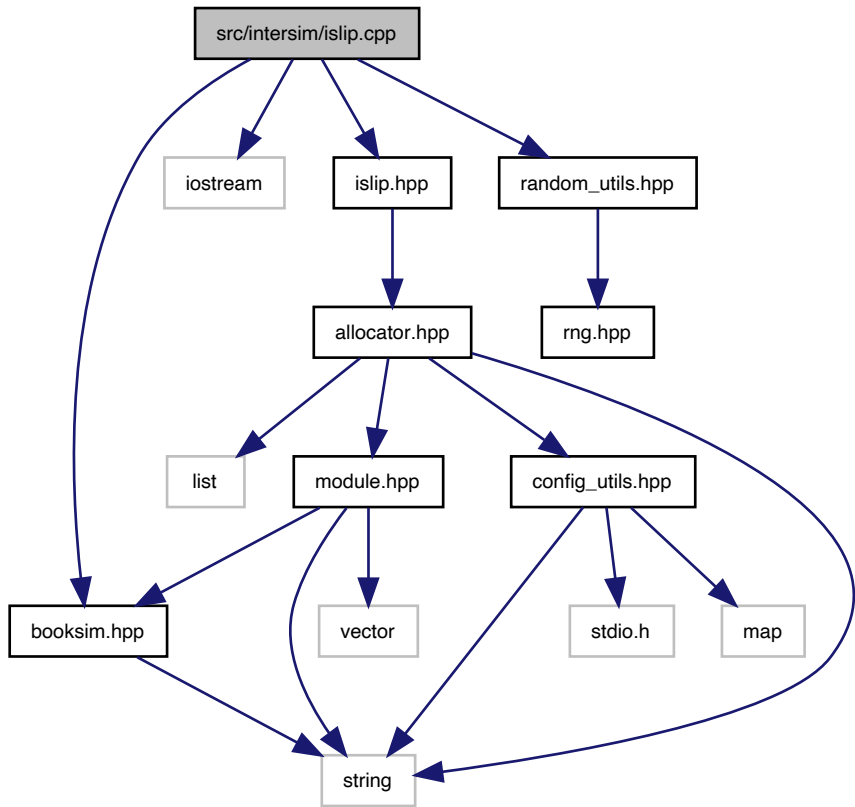 src/intersim/islip.cpp
iostream
islip.hpp
random_utils.hpp
allocator.hpp
rng.hpp
list
module.hpp
config_utils.hpp
booksim.hpp
vector
stdio.h
map
string